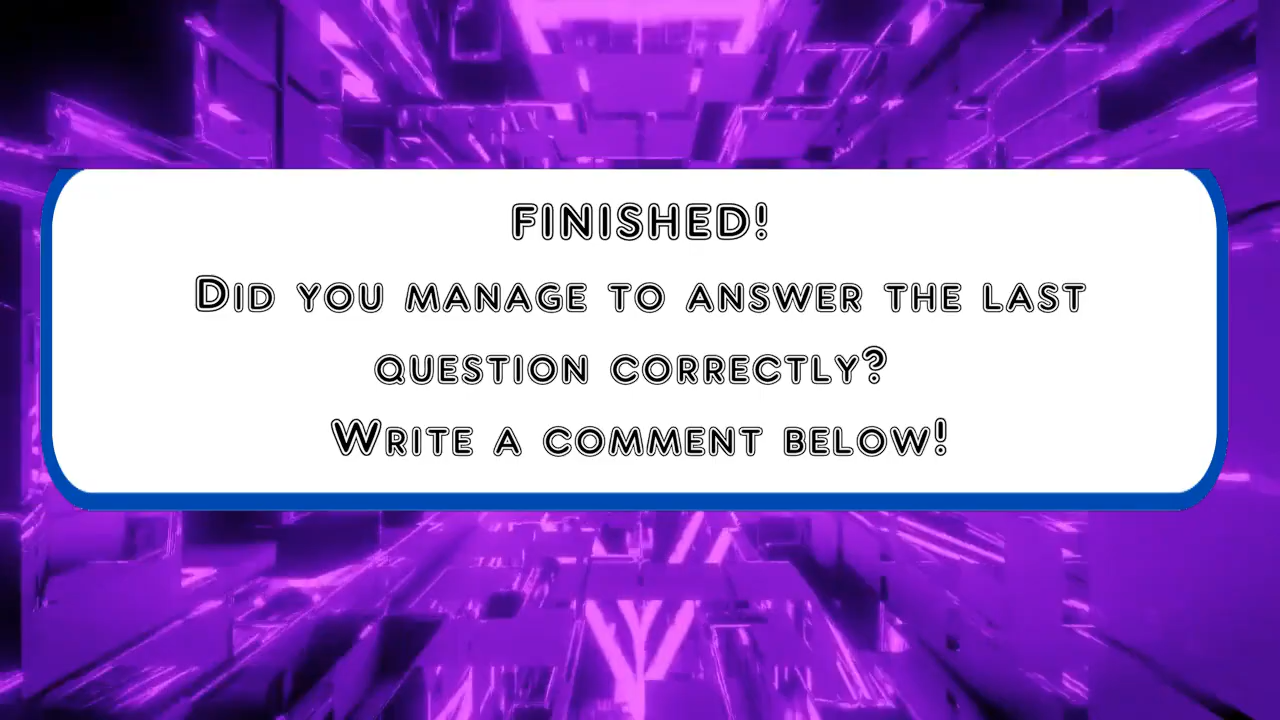 FINISHED!
DID YOU MANAGE TO ANSWER THE LAST
QUESTION CORRECTLY?
WRITE A COMMENT BELOW!